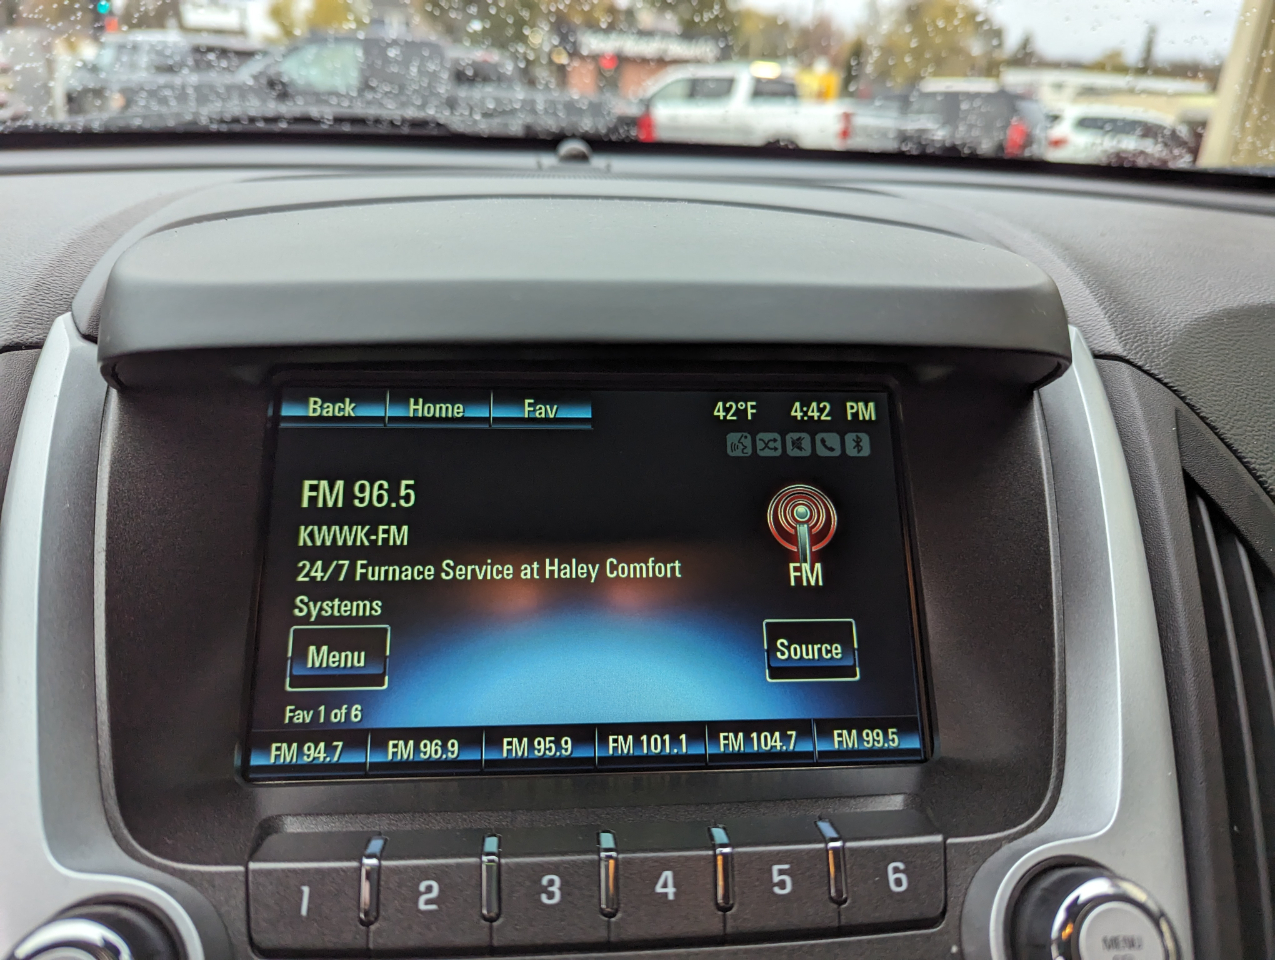 Back Home Fav 42°F 4:42 PM
FM 96.5
KWWK-FM
24/7 Furnace Service at Haley Comfort
Systems
FM
Menu Source
Fav 1 of 6
FM 94.7 FM 96.9 FM 95.9 FM 101.1 FM 104.7 FM 99.5
1 2 3 4 5 6
MENU